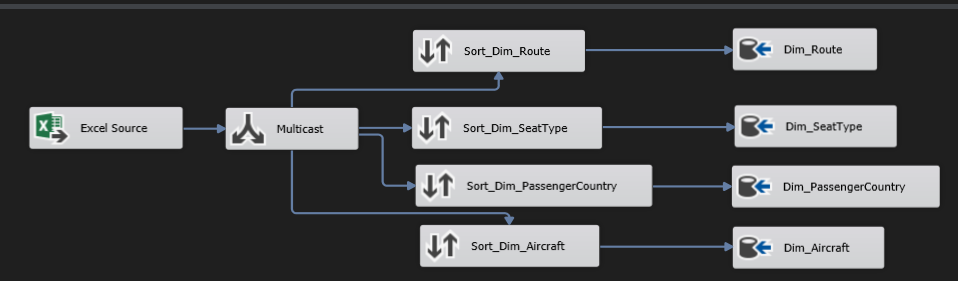 Sort_Dim_Route
Dim_Route
Excel Source
Multicast
Sort_Dim_SeatType
Dim_SeatType
Sort_Dim_PassengerCountry
Dim_PassengerCountry
Sort_Dim_Aircraft
Dim_Aircraft